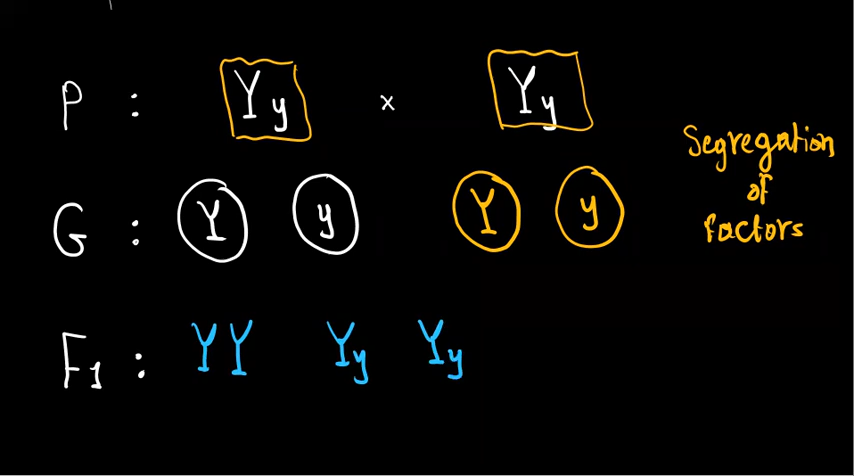 P : Yy x Yy
G : Y y Y y
Segregation
of
factors
F1 : YY Yy Yy